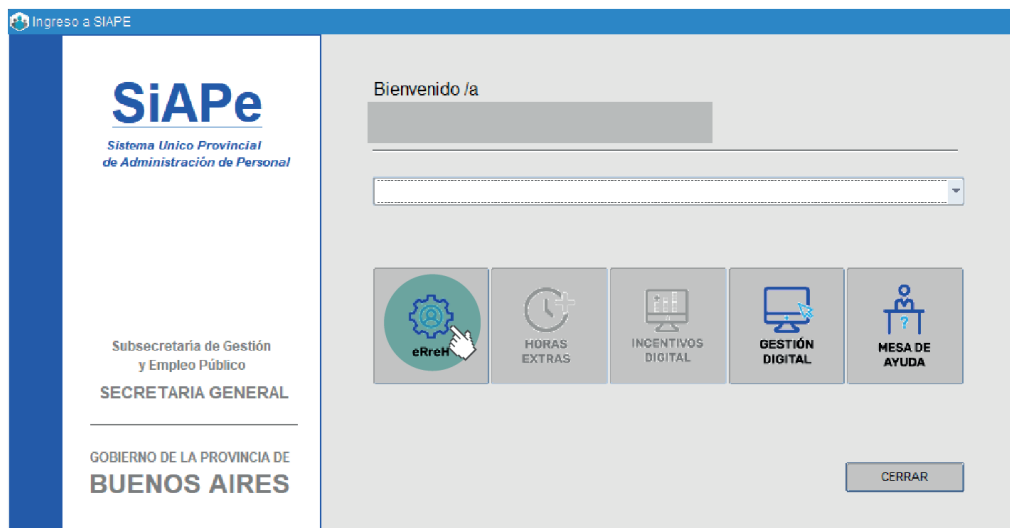 Ingreso a SIAPE
SiAPe
Sistema Unico Provincial
de Administración de Personal
Subsecretaría de Gestión
y Empleo Público
SECRETARIA GENERAL
GOBIERNO DE LA PROVINCIA DE
BUENOS AIRES
Bienvenido /a
eRreH
HORAS
EXTRAS
INCENTIVOS
DIGITAL
GESTIÓN
DIGITAL
?
MESA DE
AYUDA
CERRAR